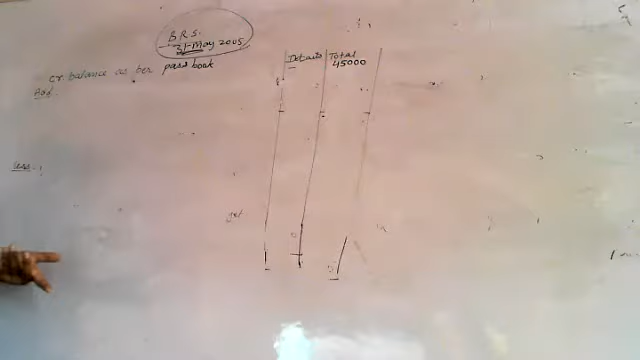 B.R.S.
31-May 2005
Details Total
Cr. balance as per pass book 45000
Add.
Less.